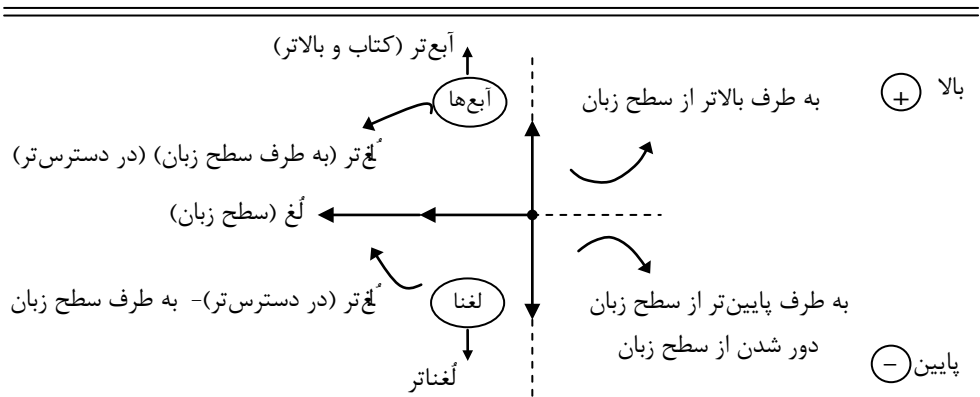 آبع‌تر (کتاب و بالاتر)
بالا +
به طرف بالاتر از سطح زبان
آبع‌ها
لُغ‌تر (به طرف سطح زبان) (در دسترس‌تر)
لُغ (سطح زبان)
لُغ‌تر (در دسترس‌تر)- به طرف سطح زبان
لغنا
به طرف پایین‌تر از سطح زبان
دور شدن از سطح زبان
پایین −
لُغناتر